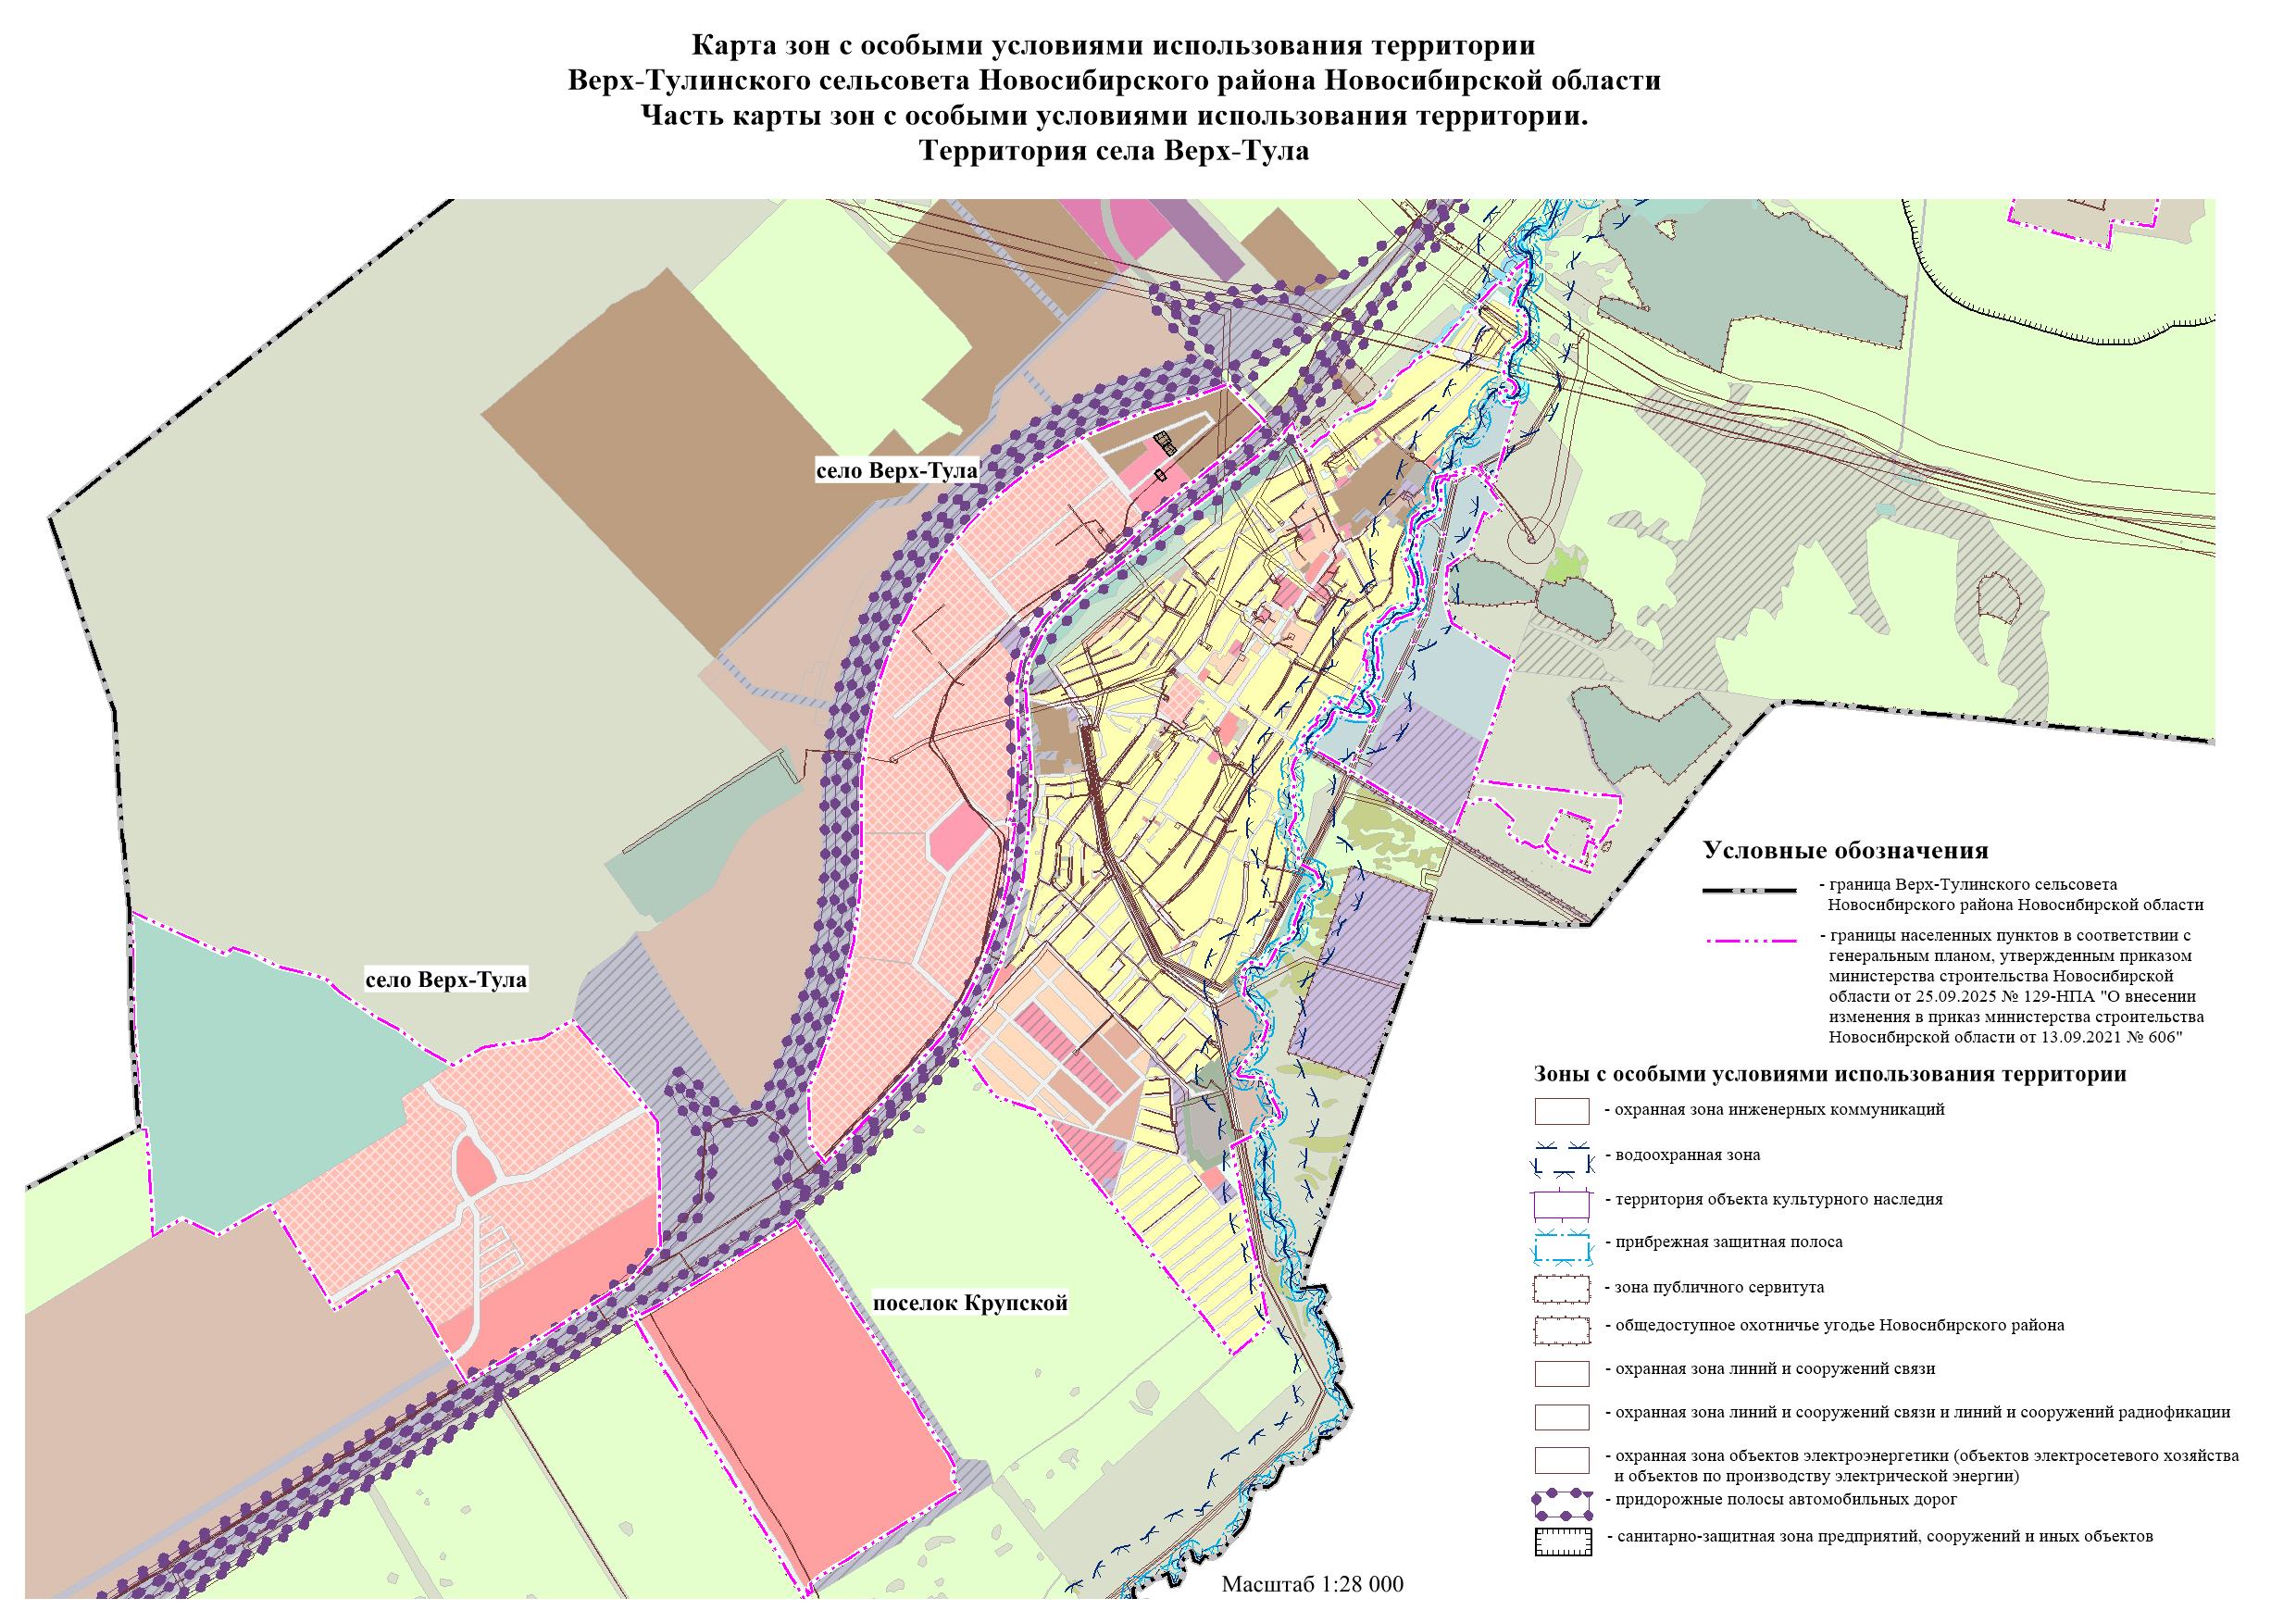 Карта зон с особыми условиями использования территории
Верх-Тулинского сельсовета Новосибирского района Новосибирской области
Часть карты зон с особыми условиями использования территории.
Территория села Верх-Тула
село Верх-Тула
село Верх-Тула
поселок Крупской
Условные обозначения
- граница Верх-Тулинского сельсовета
Новосибирского района Новосибирской области
- границы населенных пунктов в соответствии с
генеральным планом, утвержденным приказом
министерства строительства Новосибирской
области от 25.09.2025 № 129-НПА "О внесении
изменения в приказ министерства строительства
Новосибирской области от 13.09.2021 № 606"
Зоны с особыми условиями использования территории
- охранная зона инженерных коммуникаций
- водоохранная зона
- территория объекта культурного наследия
- прибрежная защитная полоса
- зона публичного сервитута
- общедоступное охотничье угодье Новосибирского района
- охранная зона линий и сооружений связи
- охранная зона линий и сооружений связи и линий и сооружений радиофикации
- охранная зона объектов электроэнергетики (объектов электросетевого хозяйства
и объектов по производству электрической энергии)
- придорожные полосы автомобильных дорог
- санитарно-защитная зона предприятий, сооружений и иных объектов
Масштаб 1:28 000